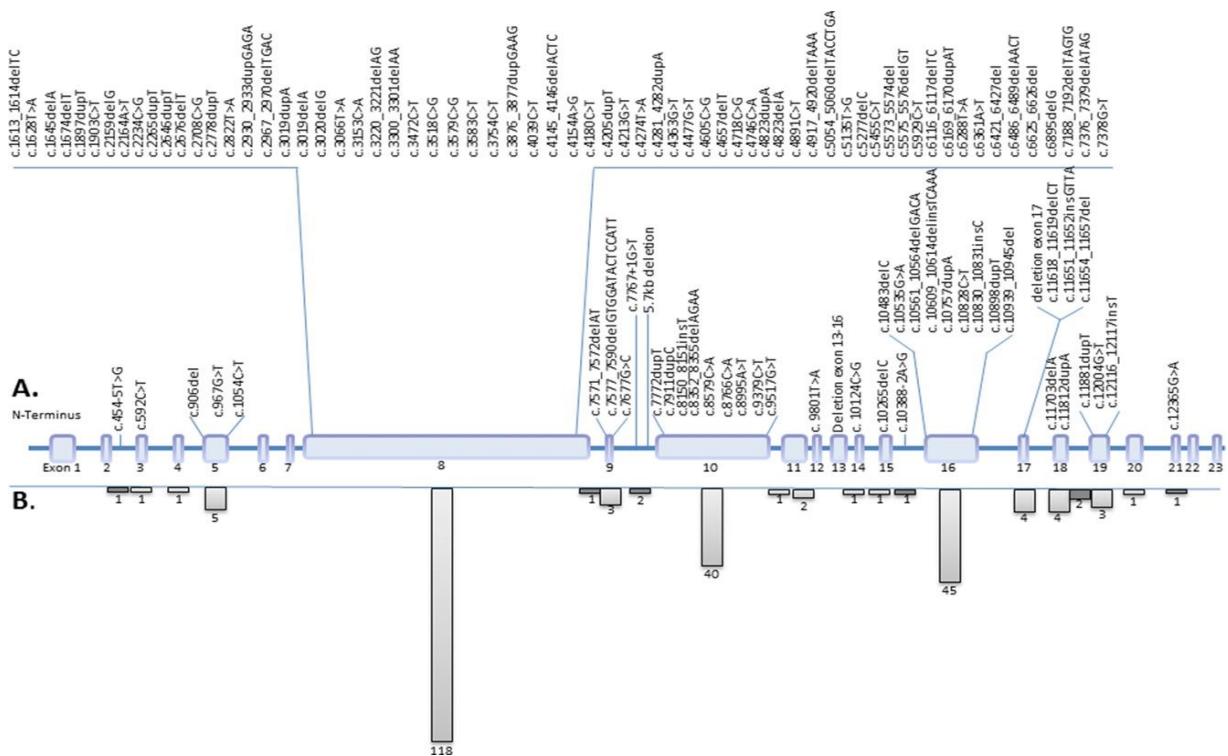 c.1613_1614delTC
c.1628T>A
c.1645delA
c.1674delT
c.1897dupT
c.1903C>T
c.2159delG
c.2164A>T
c.2234C>G
c.2265dupT
c.2646dupT
c.2676delT
c.2708C>G
c.2778dupT
c.2822T>A
c.2930_2933dupGAGA
c.2967_2970delTGAC
c.3019dupA
c.3019delA
c.3020delG
c.3066T>A
c.3153C>A
c.3220_3221delAG
c.3300_3301delAA
c.3472C>T
c.3518C>G
c.3579C>G
c.3583C>T
c.3754C>T
c.3876_3877dupGAAG
c.4039C>T
c.4145_4146delACTC
c.4154A>G
c.4180C>T
c.4205dupT
c.4213G>T
c.4274T>A
c.4281_4282dupA
c.4363G>T
c.4477G>T
c.4605C>G
c.4657delT
c.4718C>G
c.4746C>A
c.4823dupA
c.4823delA
c.4891C>T
c.4917_4920delTAAA
c.5054_5060delTACCTGA
c.5135T>G
c.5277delC
c.5455C>T
c.5573_5574del
c.5575_5576delGT
c.5929C>T
c.6116_6117delTC
c.6169_6170dupAT
c.6288T>A
c.6361A>T
c.6421_6427del
c.6486_6489delAACT
c.6625_6626del
c.6895delG
c.7188_7192delTAGTG
c.7376_7379delATAG
c.7378G>T
A.
N-Terminus
c.454-5T>G
c.592C>T
c.906del
c.967G>T
c.1054C>T
c.7571_7572delAT
c.7577_7590delGTGGATACTCCATT
c.7677G>C
c.7767+1G>T
5.7kb deletion
c.7772dupT
c.7911dupC
c.8150_8151insT
c.8352_8355delAGAA
c.8579C>A
c.8766C>A
c.8995A>T
c.9379C>T
c.9517G>T
c.9801T>A
Deletion exon 13-16
c.10124C>G
c.10265delC
c.10388-2A>G
c.10483delC
c.10535G>A
c.10561_10564delGACA
c.10609_10614delinsTCAAA
c.10757dupA
c.10828C>T
c.10830_10831insC
c.10898dupT
c.10939_10945del
deletion exon 17
c.11618_11619delCT
c.11651_11652insGTTA
c.11654_11657del
c.11703delA
c.11812dupA
c.11881dupT
c.12004G>T
c.12116_12117insT
c.12365G>A
Exon 1 2 3 4 5 6 7 8 9 10 11 12 13 14 15 16 17 18 19 20 21 22 23
B.
1 1 1 5 118 1 3 2 40 1 2 1 1 1 45 4 4 2 3 1 1